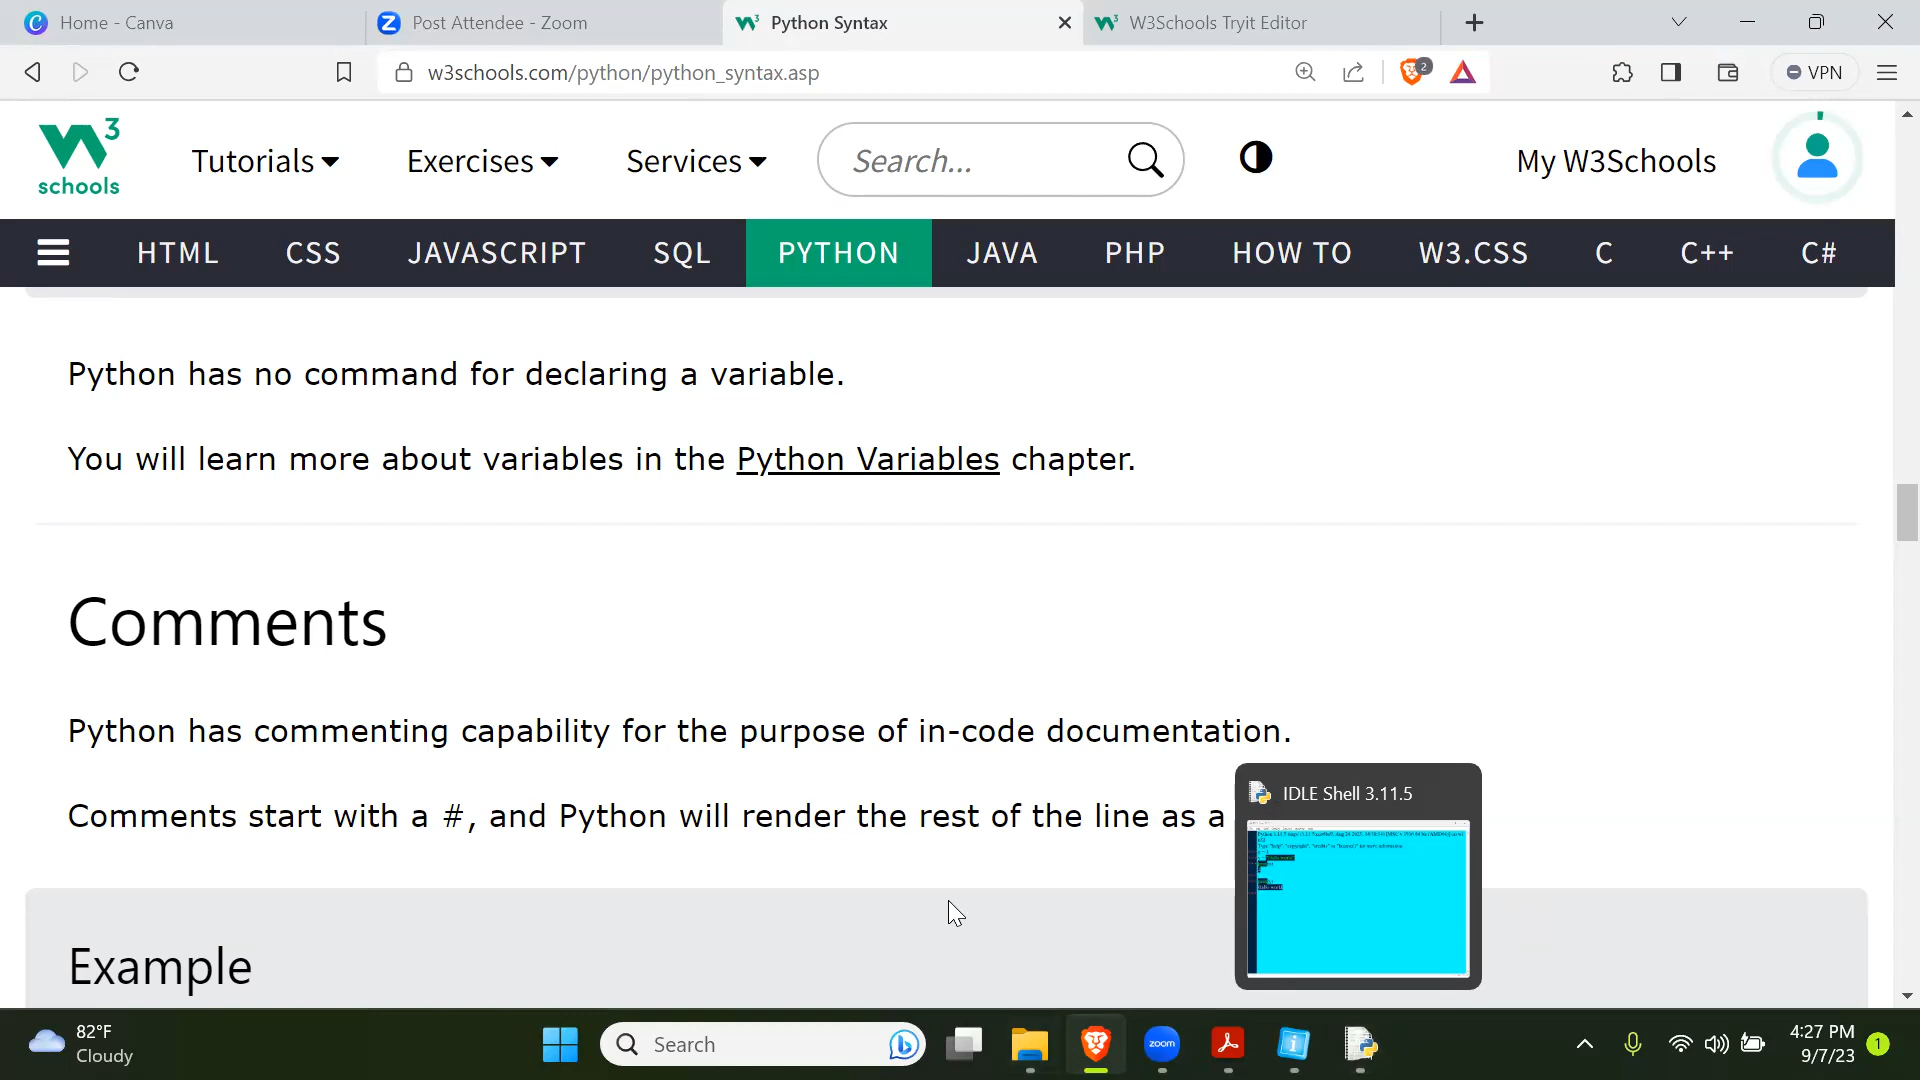 Home - Canva
Post Attendee - Zoom
Python Syntax
W3Schools Tryit Editor
w3schools.com/python/python_syntax.asp
2
VPN
W3 schools
Tutorials
Exercises
Services
Search...
My W3Schools
HTML
CSS
JAVASCRIPT
SQL
PYTHON
JAVA
PHP
HOW TO
W3.CSS
C
C++
C#
Python has no command for declaring a variable.
You will learn more about variables in the Python Variables chapter.
Comments
Python has commenting capability for the purpose of in-code documentation.
Comments start with a #, and Python will render the rest of the line as a
IDLE Shell 3.11.5
Example
82°F
Cloudy
Search
zoom
4:27 PM
9/7/23
1